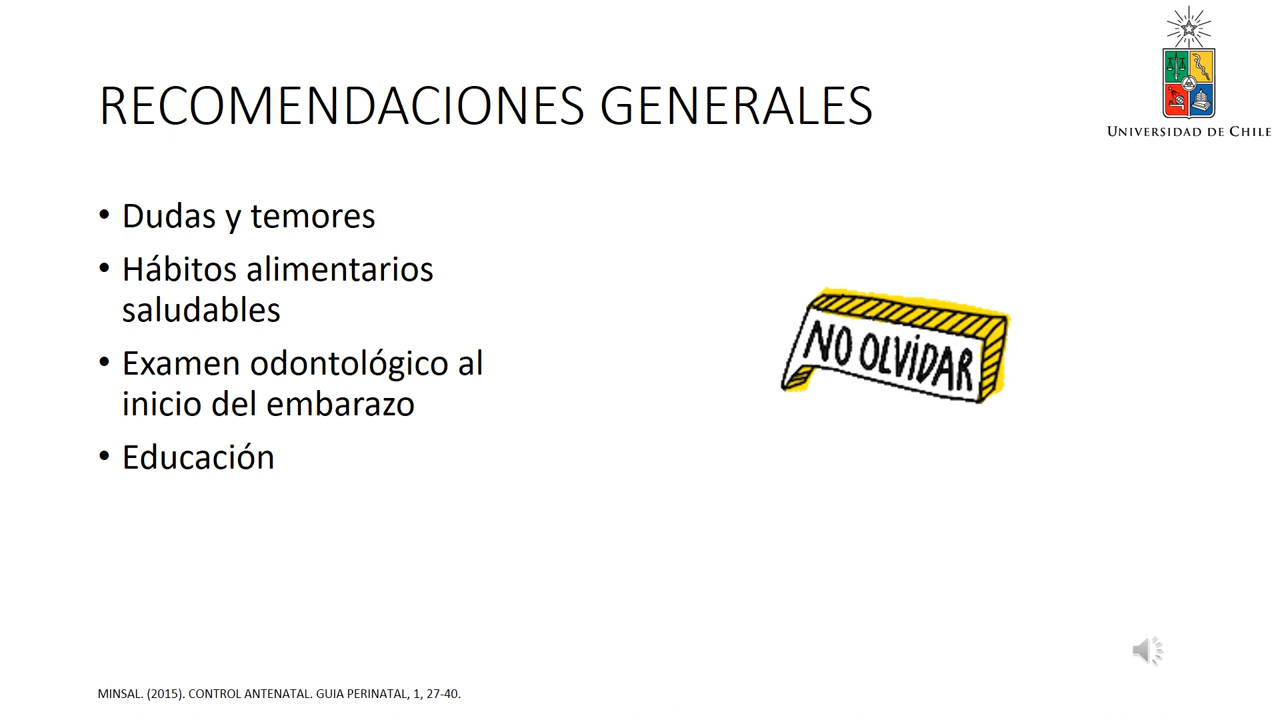 UNIVERSIDAD DE CHILE
RECOMENDACIONES GENERALES
• Dudas y temores
• Hábitos alimentarios
saludables
• Examen odontológico al
inicio del embarazo
• Educación
NO OLVIDAR
MINSAL. (2015). CONTROL ANTENATAL. GUIA PERINATAL, 1, 27-40.